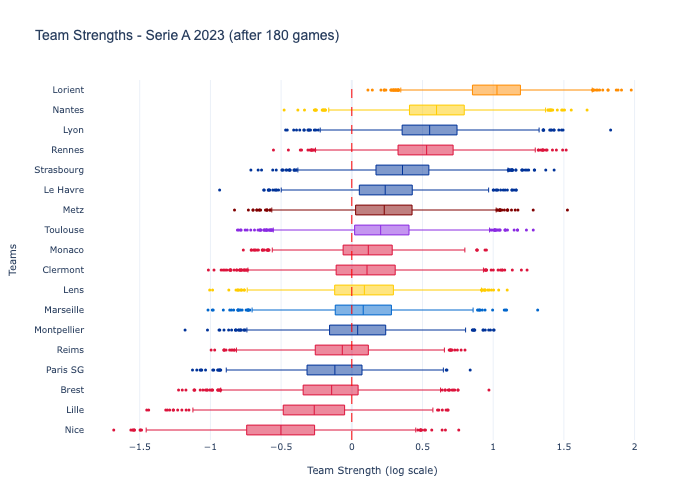 Team Strengths - Serie A 2023 (after 180 games)
Lorient
Nantes
Lyon
Rennes
Strasbourg
Le Havre
Metz
Toulouse
Monaco
Clermont
Lens
Marseille
Montpellier
Reims
Paris SG
Brest
Lille
Nice
Teams
−1.5 −1 −0.5 0 0.5 1 1.5 2
Team Strength (log scale)